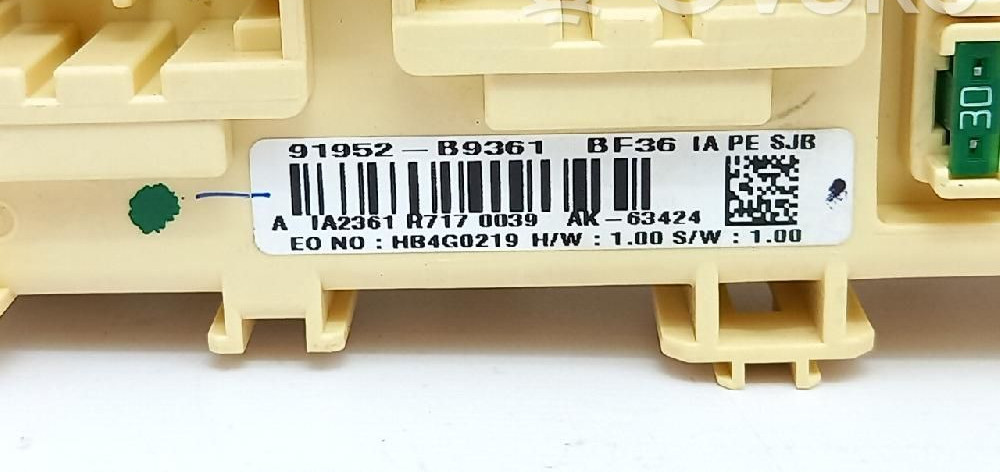 91952-B9361 BF36 IA PE SJB
A IA2361 R717 0039 AK-63424
EO NO : HB4G0219 H/W : 1.00 S/W : 1.00
30